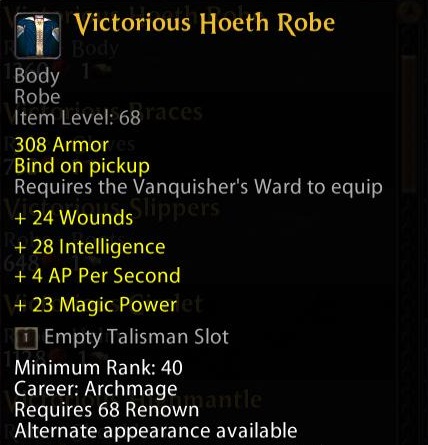 Victorious Hoeth Robe
Body
Robe
Item Level: 68
308 Armor
Bind on pickup
Requires the Vanquisher's Ward to equip
+ 24 Wounds
+ 28 Intelligence
+ 4 AP Per Second
+ 23 Magic Power
1 Empty Talisman Slot
Minimum Rank: 40
Career: Archmage
Requires 68 Renown
Alternate appearance available